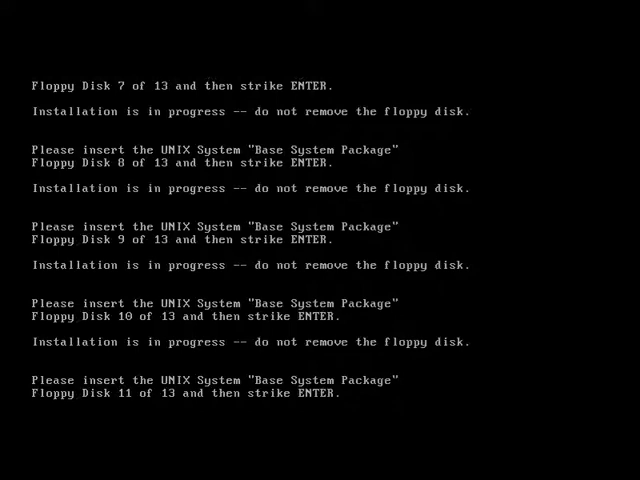 Floppy Disk 7 of 13 and then strike ENTER.
Installation is in progress -- do not remove the floppy disk.
Please insert the UNIX System "Base System Package"
Floppy Disk 8 of 13 and then strike ENTER.
Installation is in progress -- do not remove the floppy disk.
Please insert the UNIX System "Base System Package"
Floppy Disk 9 of 13 and then strike ENTER.
Installation is in progress -- do not remove the floppy disk.
Please insert the UNIX System "Base System Package"
Floppy Disk 10 of 13 and then strike ENTER.
Installation is in progress -- do not remove the floppy disk.
Please insert the UNIX System "Base System Package"
Floppy Disk 11 of 13 and then strike ENTER.